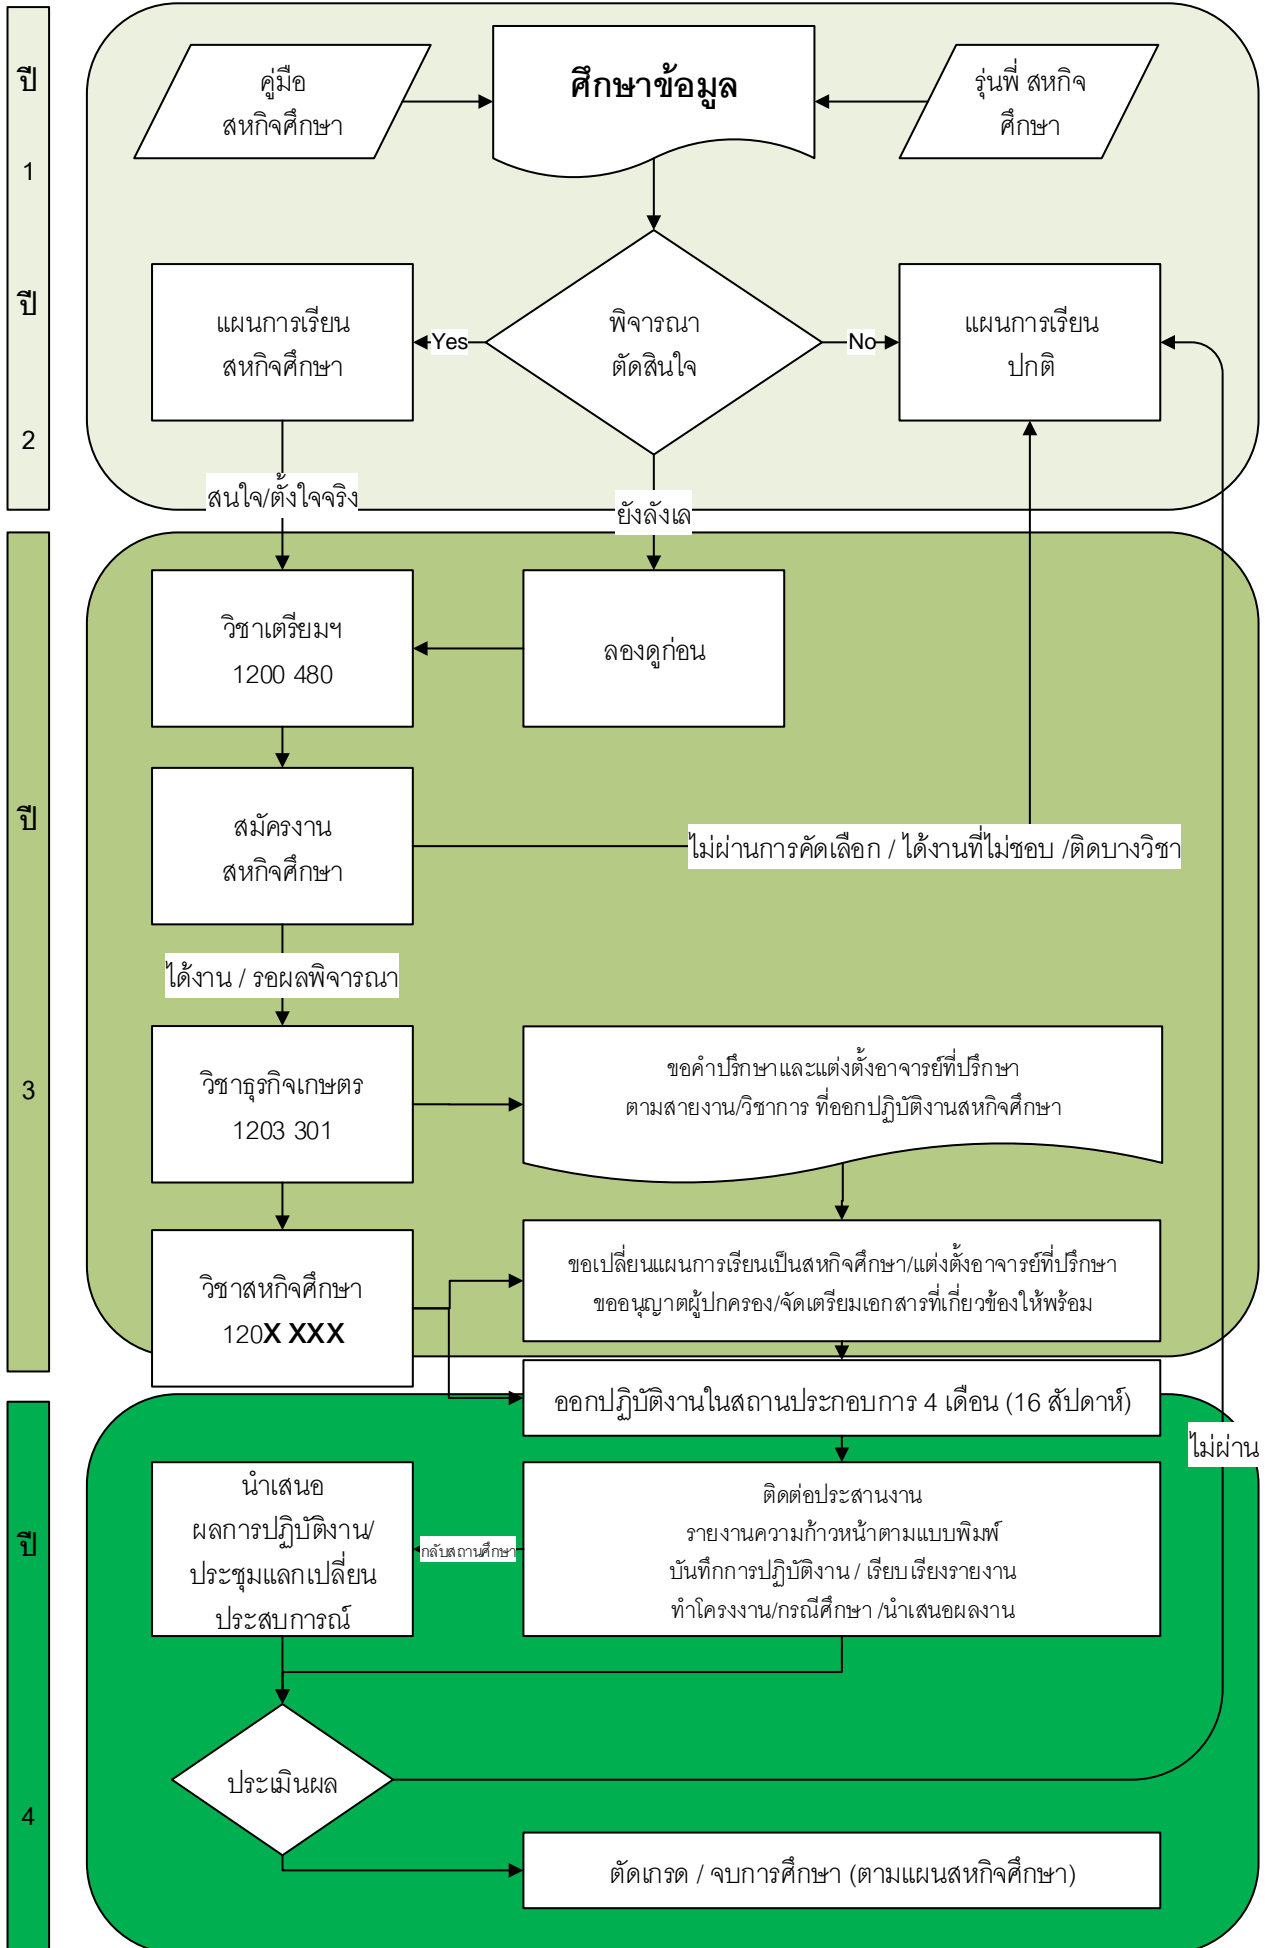 ปี
1
ปี
2
คู่มือ
สหกิจศึกษา
ศึกษาข้อมูล
รุ่นพี่ สหกิจ
ศึกษา
แผนการเรียน
สหกิจศึกษา
Yes
พิจารณา
ตัดสินใจ
No
แผนการเรียน
ปกติ
สนใจ/ตั้งใจจริง
ยังลังเล
ปี
3
วิชาเตรียมฯ
1200 480
ลองดูก่อน
สมัครงาน
สหกิจศึกษา
ไม่ผ่านการคัดเลือก / ได้งานที่ไม่ชอบ /ติดบางวิชา
ได้งาน / รอผลพิจารณา
วิชาธุรกิจเกษตร
1203 301
ขอคำปรึกษาและแต่งตั้งอาจารย์ที่ปรึกษา
ตามสายงาน/วิชาการ ที่ออกปฏิบัติงานสหกิจศึกษา
วิชาสหกิจศึกษา
120X XXX
ขอเปลี่ยนแผนการเรียนเป็นสหกิจศึกษา/แต่งตั้งอาจารย์ที่ปรึกษา
ขออนุญาตผู้ปกครอง/จัดเตรียมเอกสารที่เกี่ยวข้องให้พร้อม
ออกปฏิบัติงานในสถานประกอบการ 4 เดือน (16 สัปดาห์)
ไม่ผ่าน
ปี
4
นำเสนอ
ผลการปฏิบัติงาน/
ประชุมแลกเปลี่ยน
ประสบการณ์
กลับสถานศึกษา
ติดต่อประสานงาน
รายงานความก้าวหน้าตามแบบพิมพ์
บันทึกการปฏิบัติงาน / เรียบเรียงรายงาน
ทำโครงงาน/กรณีศึกษา /นำเสนอผลงาน
ประเมินผล
ตัดเกรด / จบการศึกษา (ตามแผนสหกิจศึกษา)